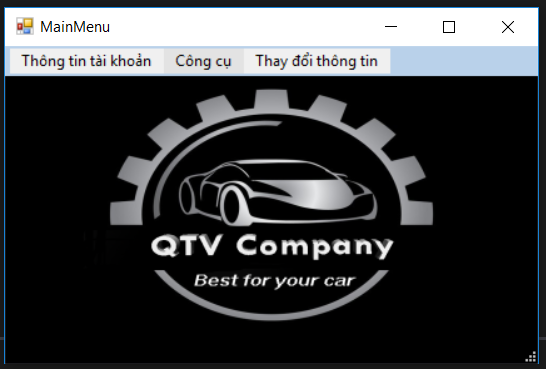 MainMenu
Thông tin tài khoản Công cụ Thay đổi thông tin
QTV Company
Best for your car